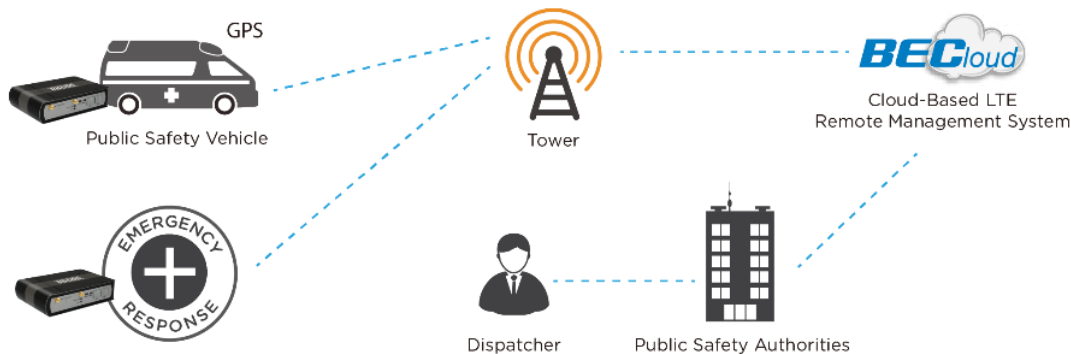 GPS
Public Safety Vehicle
Tower
BECloud
Cloud-Based LTE
Remote Management System
EMERGENCY
RESPONSE
Dispatcher
Public Safety Authorities